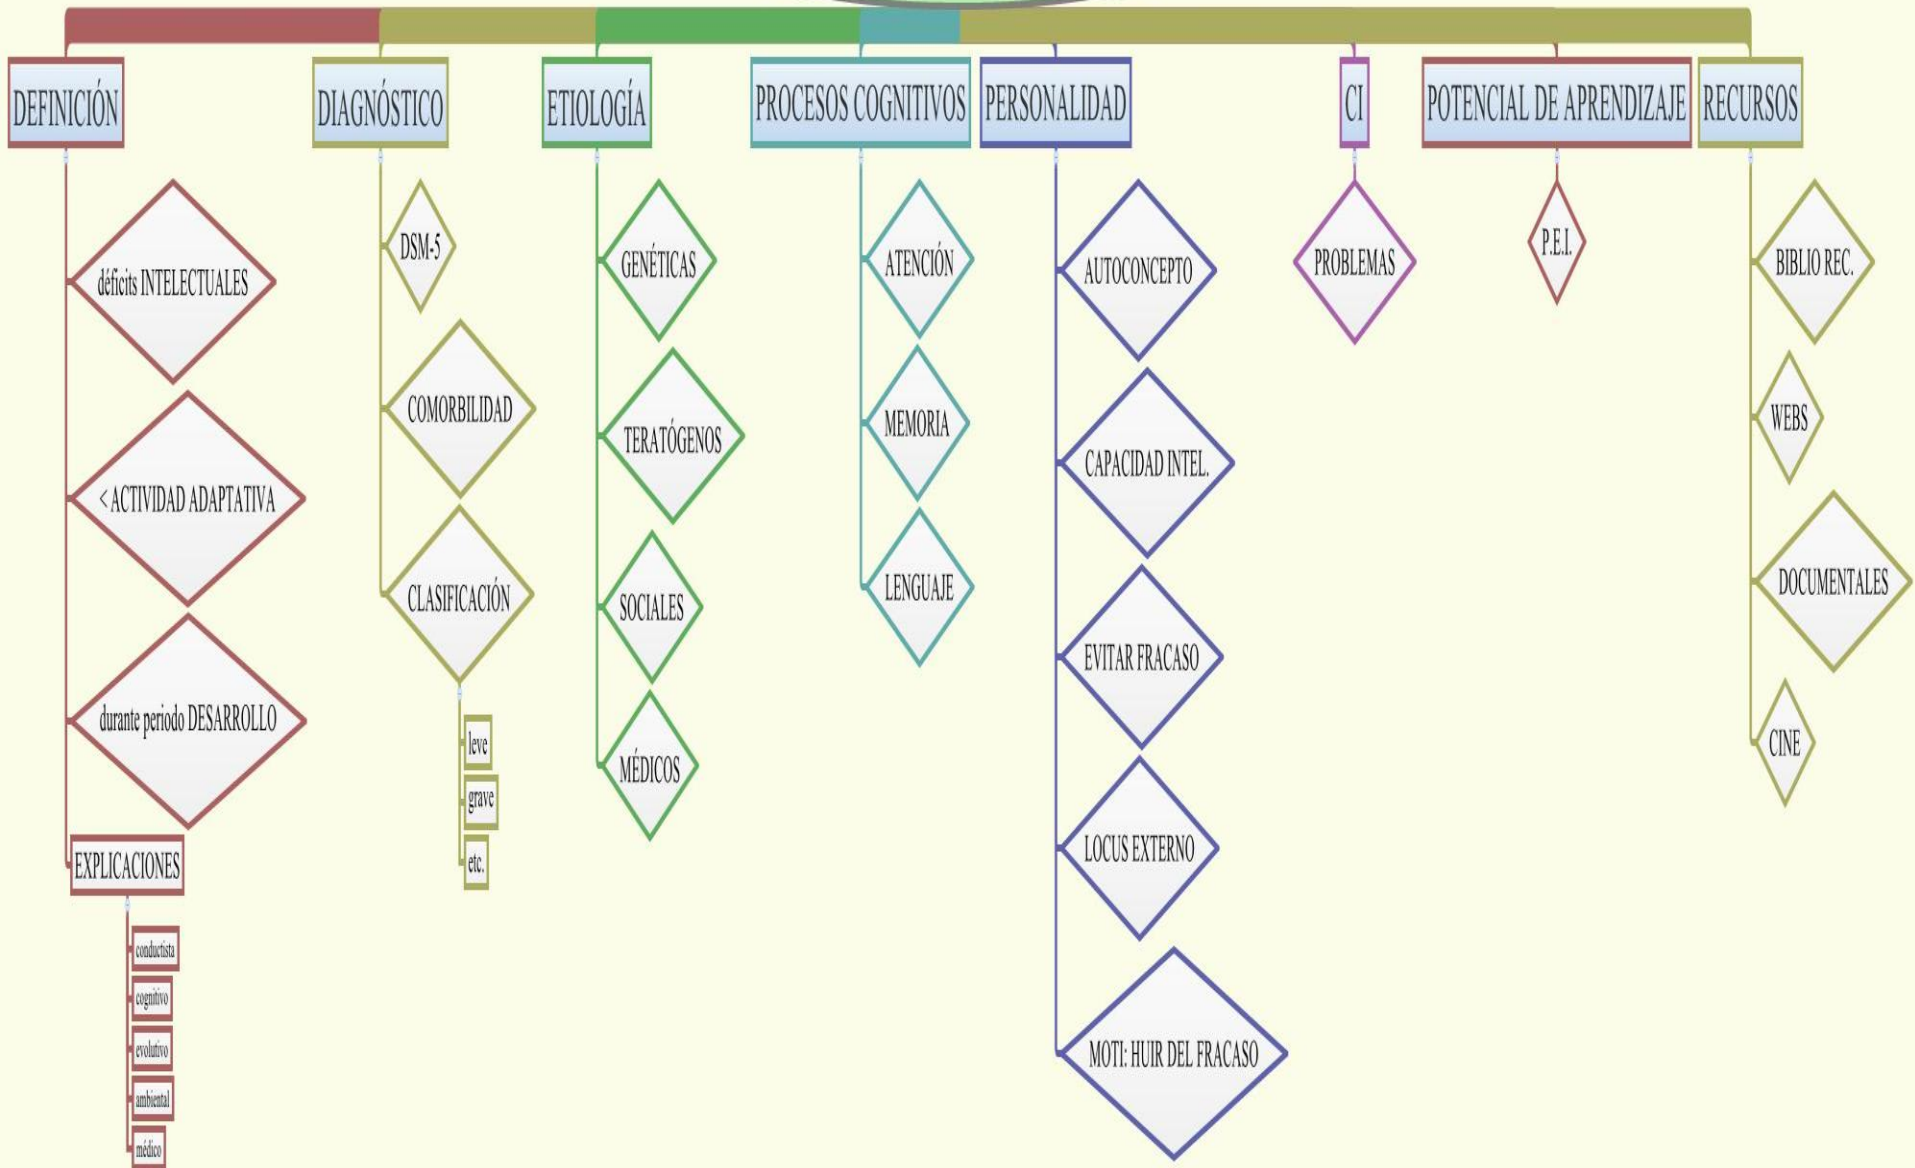 DEFINICIÓN
déficits INTELECTUALES
< ACTIVIDAD ADAPTATIVA
durante periodo DESARROLLO
EXPLICACIONES
conductista
cognitivo
evolutivo
ambiental
médico
DIAGNÓSTICO
DSM-5
COMORBILIDAD
CLASIFICACIÓN
leve
grave
etc.
ETIOLOGÍA
GENÉTICAS
TERATÓGENOS
SOCIALES
MÉDICOS
PROCESOS COGNITIVOS
ATENCIÓN
MEMORIA
LENGUAJE
PERSONALIDAD
AUTOCONCEPTO
CAPACIDAD INTEL.
EVITAR FRACASO
LOCUS EXTERNO
MOTI: HUIR DEL FRACASO
CI
PROBLEMAS
POTENCIAL DE APRENDIZAJE
P.E.I.
RECURSOS
BIBLIO REC.
WEBS
DOCUMENTALES
CINE